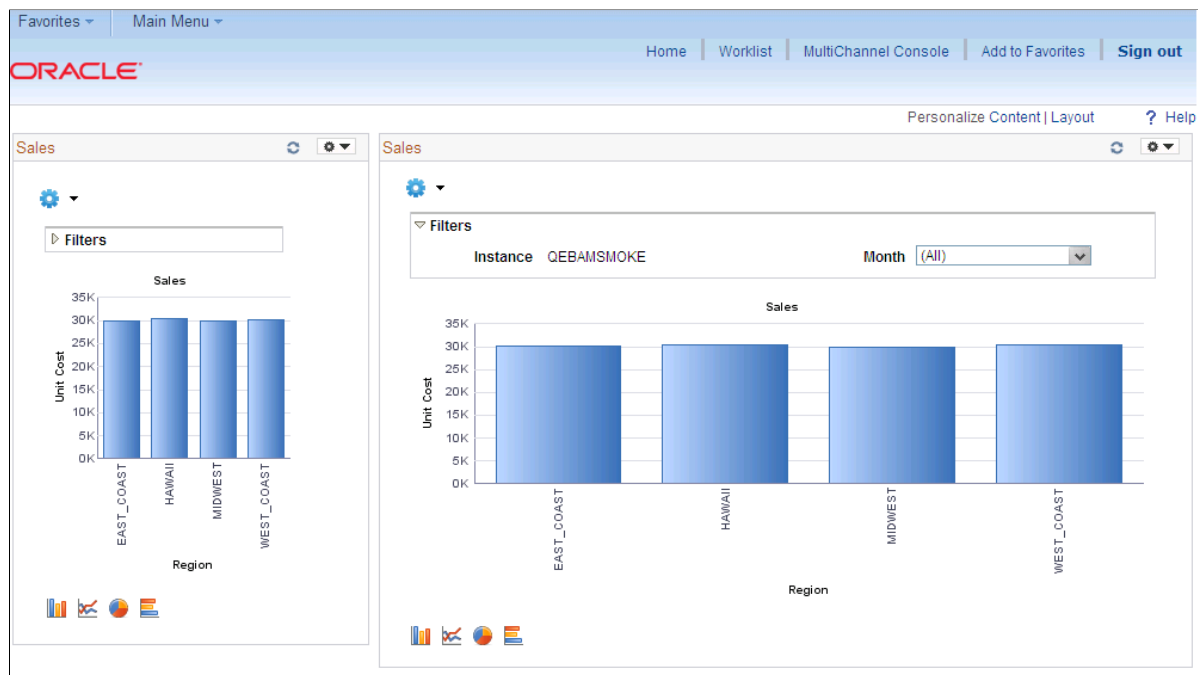 Favorites Main Menu
Home Worklist MultiChannel Console Add to Favorites Sign out
ORACLE
Personalize Content | Layout ? Help
Sales
Filters
Sales
35K
30K
25K
20K
15K
10K
5K
0K
Unit Cost
EAST_COAST
HAWAII
MIDWEST
WEST_COAST
Region
Sales
Filters
Instance QEBAMSMOKE Month (All)
Sales
35K
30K
25K
20K
15K
10K
5K
0K
Unit Cost
EAST_COAST
HAWAII
MIDWEST
WEST_COAST
Region